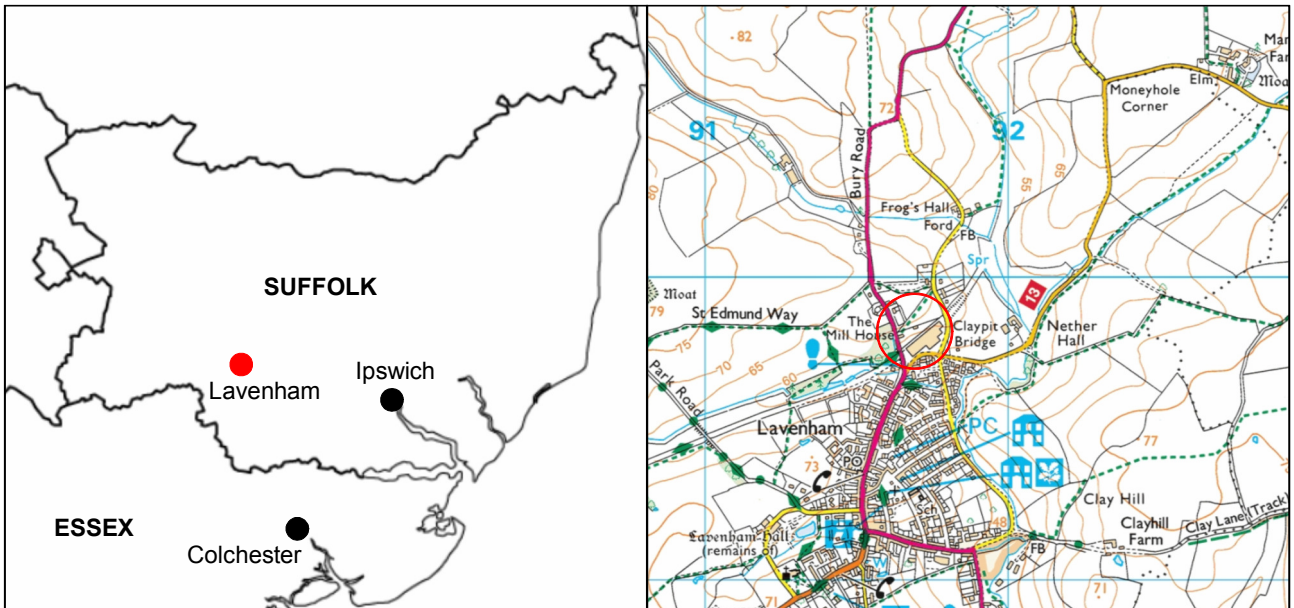 SUFFOLK
Lavenham
Ipswich
ESSEX
Colchester
82
Moneyhole
Corner
Elm
Moat
72
91
92
Bury Road
80
55
65
Frog's Hall
Ford
FB
Spr
13
Moat
79
St Edmund Way
The
Mill House
Claypit
Bridge
Nether
Hall
75
70
65
60
Park Road
Lavenham
PC
77
73
PO
Sch
48
Clay Hill
Clayhill
Farm
Clay Lane (Track)
Lavenham Hall
(remains of)
FB
W
71
71